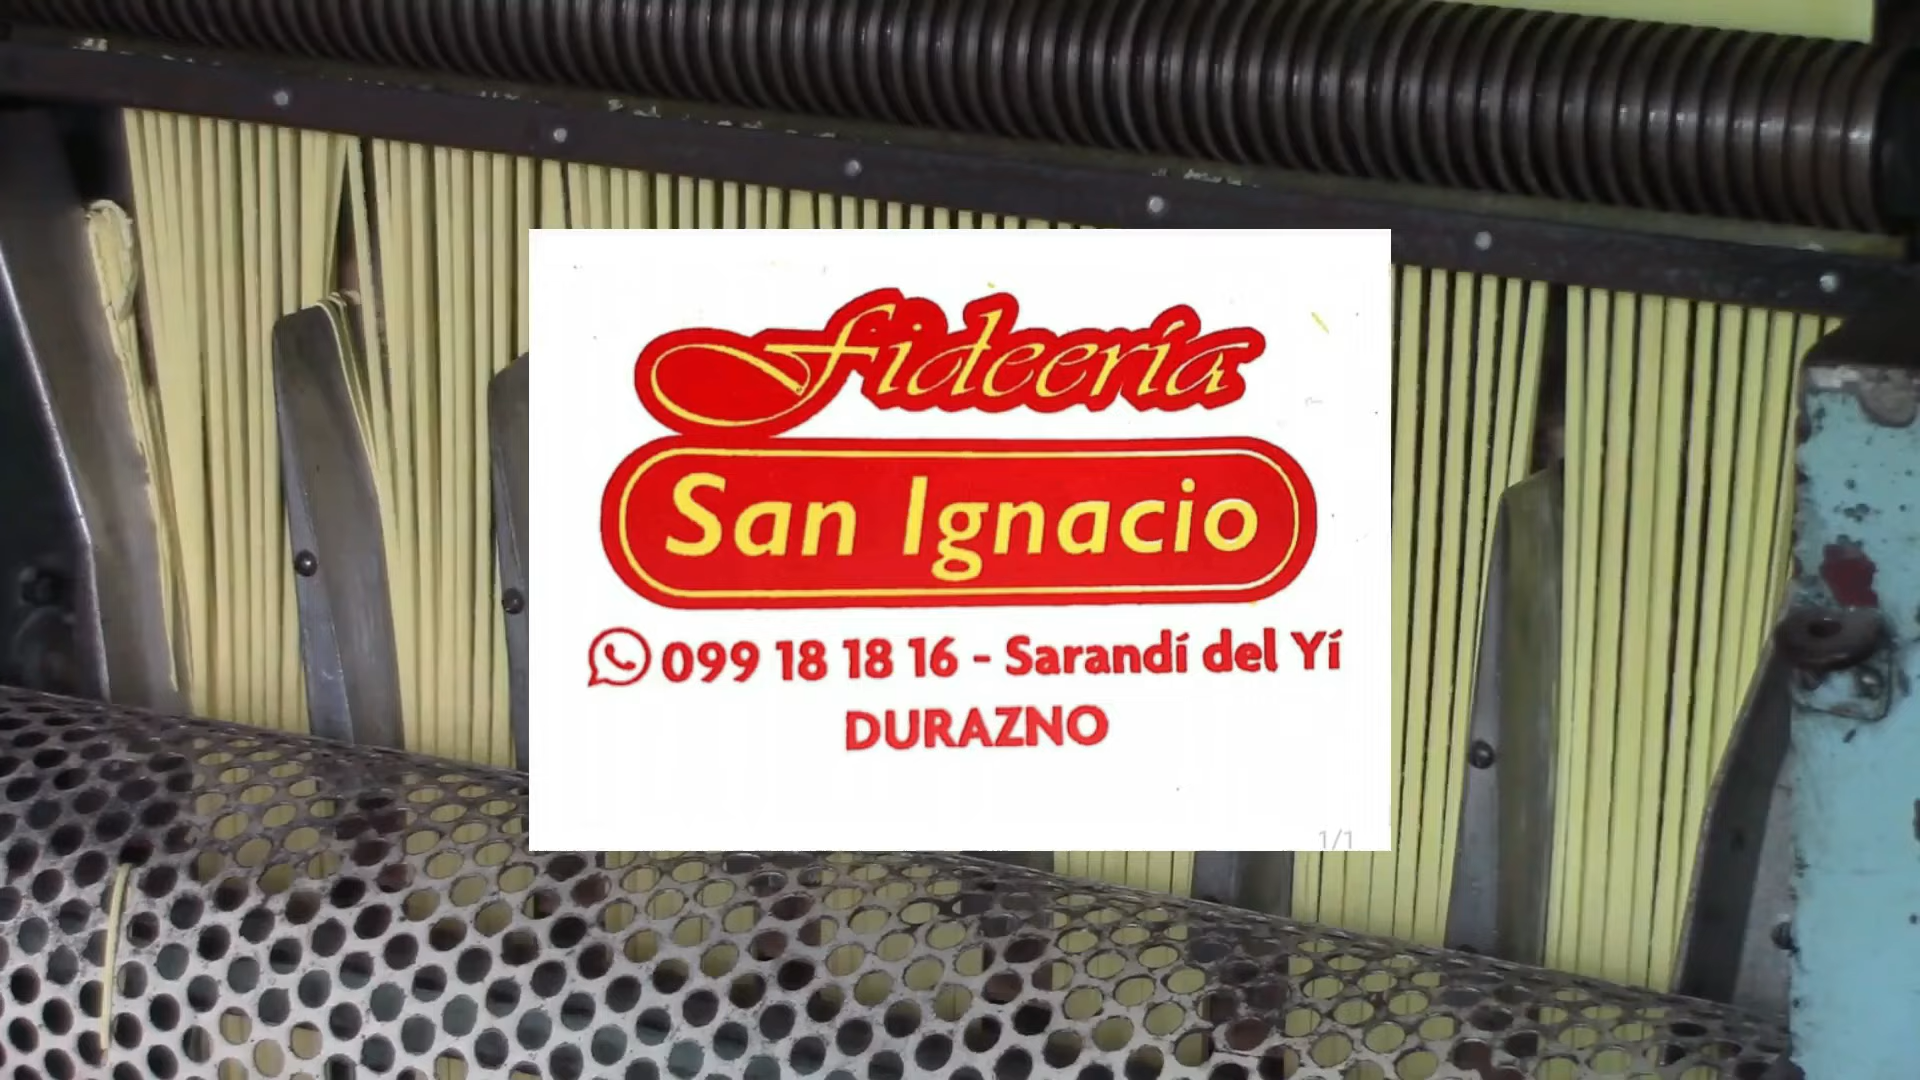 Fideería
San Ignacio
099 18 18 16 - Sarandí del Yí
DURAZNO
1/1